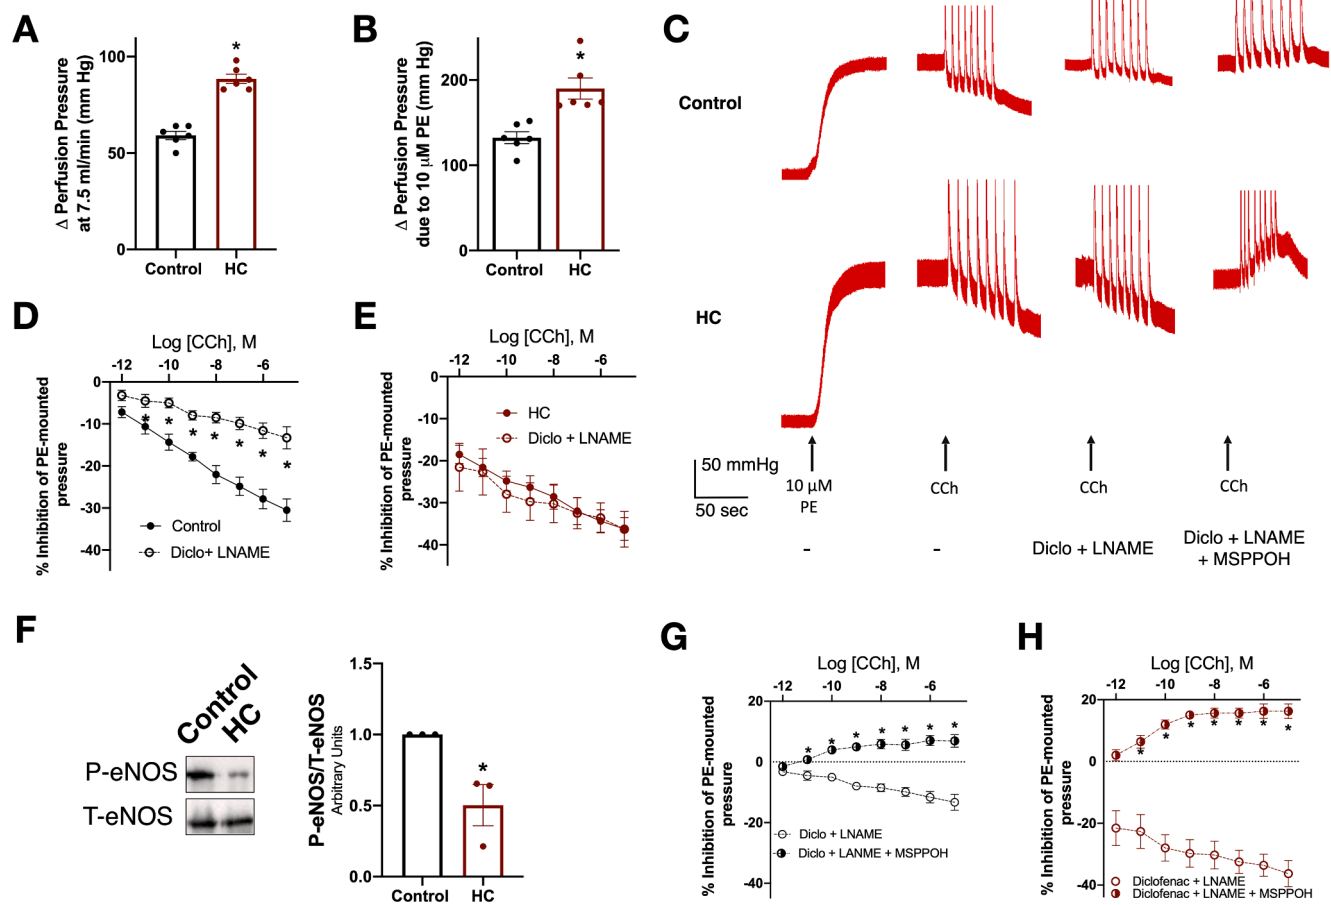 A
Δ Perfusion Pressure
at 7.5 ml/min (mm Hg)
100
50
0
*
Control
HC
B
Δ Perfusion Pressure
due to 10 μM PE (mm Hg)
200
100
0
*
Control
HC
C
Control
HC
50 mmHg
50 sec
10 μM
PE
CCh
CCh
CCh
-
-
Diclo + LNAME
Diclo + LNAME
+ MSPPOH
D
Log [CCh], M
-12
-10
-8
-6
% Inhibition of PE-mounted
pressure
0
-10
-20
-30
-40
* * * * * * *
Control
Diclo+ LNAME
E
Log [CCh], M
-12
-10
-8
-6
% Inhibition of PE-mounted
pressure
0
-10
-20
-30
-40
HC
Diclo + LNAME
F
Control
HC
P-eNOS
T-eNOS
P-eNOS/T-eNOS
Arbitrary Units
1.5
1.0
0.5
0.0
*
Control
HC
G
Log [CCh], M
-12
-10
-8
-6
% Inhibition of PE-mounted
pressure
20
0
-20
-40
* * * * * * *
Diclo + LNAME
Diclo + LANME + MSPPOH
H
Log [CCh], M
-12
-10
-8
-6
% Inhibition of PE-mounted
pressure
20
0
-20
-40
* * * * * * *
Diclofenac + LNAME
Diclofenac + LNAME + MSPPOH